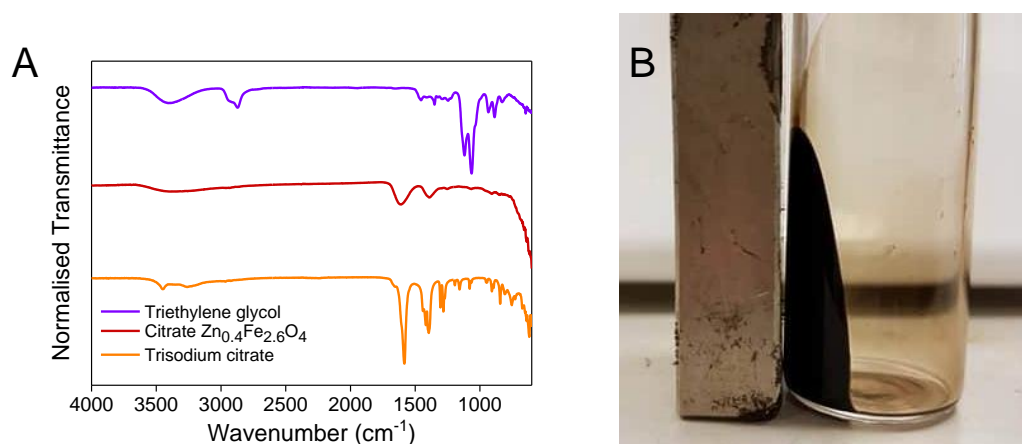 A
B
Normalised Transmittance
Triethylene glycol
Citrate Zn0.4Fe2.6O4
Trisodium citrate
4000 3500 3000 2500 2000 1500 1000
Wavenumber (cm-1)